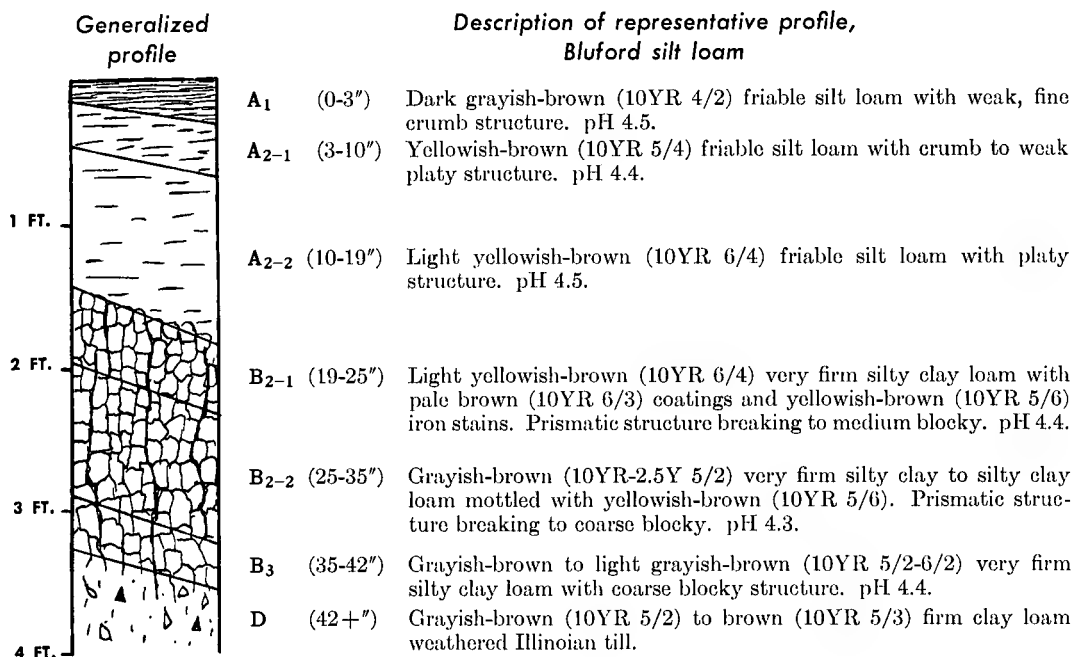 Generalized profile
Description of representative profile,
Bluford silt loam
A1 (0-3″) Dark grayish-brown (10YR 4/2) friable silt loam with weak, fine
crumb structure. pH 4.5.
A2–1 (3-10″) Yellowish-brown (10YR 5/4) friable silt loam with crumb to weak
platy structure. pH 4.4.
1 FT.
A2–2 (10-19″) Light yellowish-brown (10YR 6/4) friable silt loam with platy
structure. pH 4.5.
2 FT.
B2–1 (19-25″) Light yellowish-brown (10YR 6/4) very firm silty clay loam with
pale brown (10YR 6/3) coatings and yellowish-brown (10YR 5/6)
iron stains. Prismatic structure breaking to medium blocky. pH 4.4.
B2–2 (25-35″) Grayish-brown (10YR-2.5Y 5/2) very firm silty clay to silty clay
loam mottled with yellowish-brown (10YR 5/6). Prismatic struc-
ture breaking to coarse blocky. pH 4.3.
3 FT.
B3 (35-42″) Grayish-brown to light grayish-brown (10YR 5/2-6/2) very firm
silty clay loam with coarse blocky structure. pH 4.4.
D (42+″) Grayish-brown (10YR 5/2) to brown (10YR 5/3) firm clay loam
weathered Illinoian till.
4 FT.